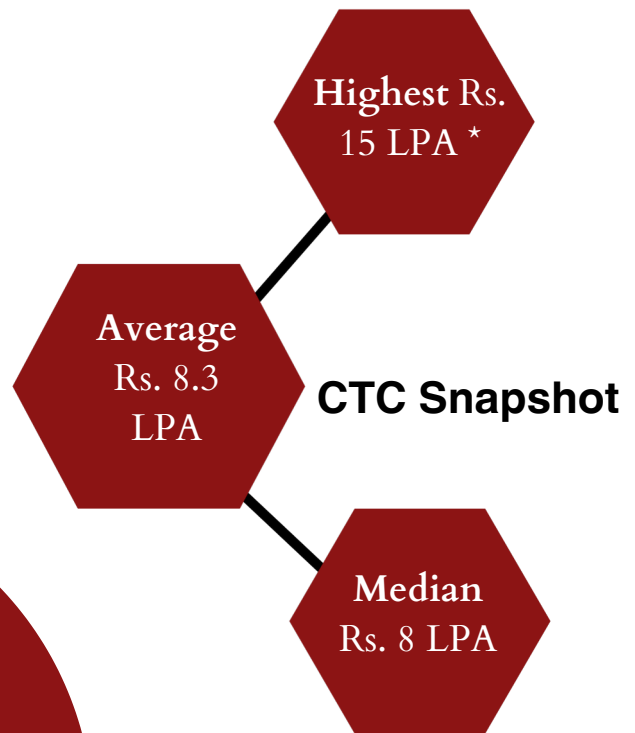 Highest Rs.
15 LPA *
Average
Rs. 8.3
LPA
CTC Snapshot
Median
Rs. 8 LPA